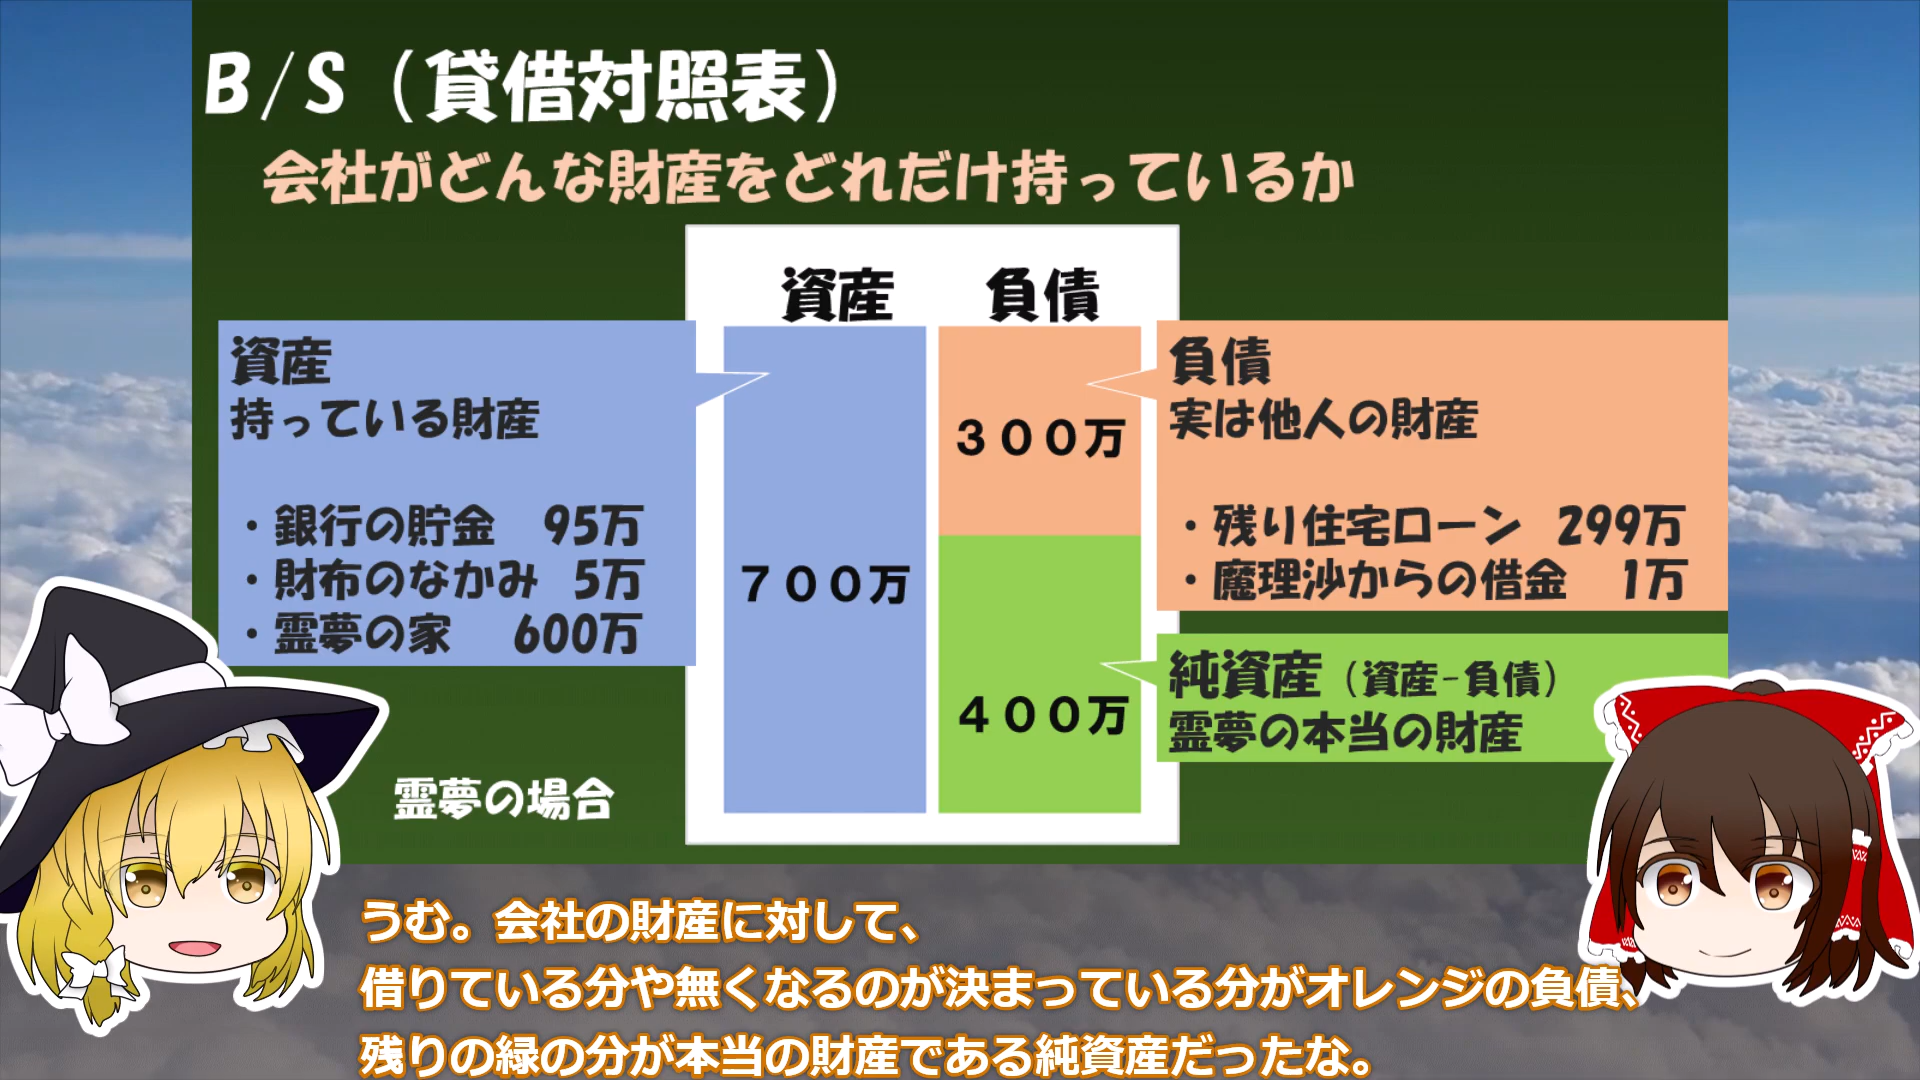 B/S（貸借対照表）
会社がどんな財産をどれだけ持っているか
資産　負債
資産
持っている財産
・銀行の貯金　95万
・財布のなかみ　5万
・霊夢の家　600万
７００万
３００万
４００万
負債
実は他人の財産
・残り住宅ローン　299万
・魔理沙からの借金　1万
純資産（資産-負債）
霊夢の本当の財産
霊夢の場合
うむ。会社の財産に対して、
借りている分や無くなるのが決まっている分がオレンジの負債、
残りの緑の分が本当の財産である純資産だったな。